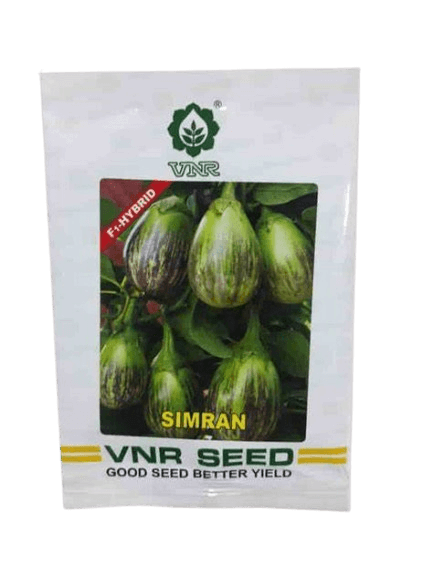 ®
VNR
F1-HYBRID
SIMRAN
VNR SEED
GOOD SEED BETTER YIELD